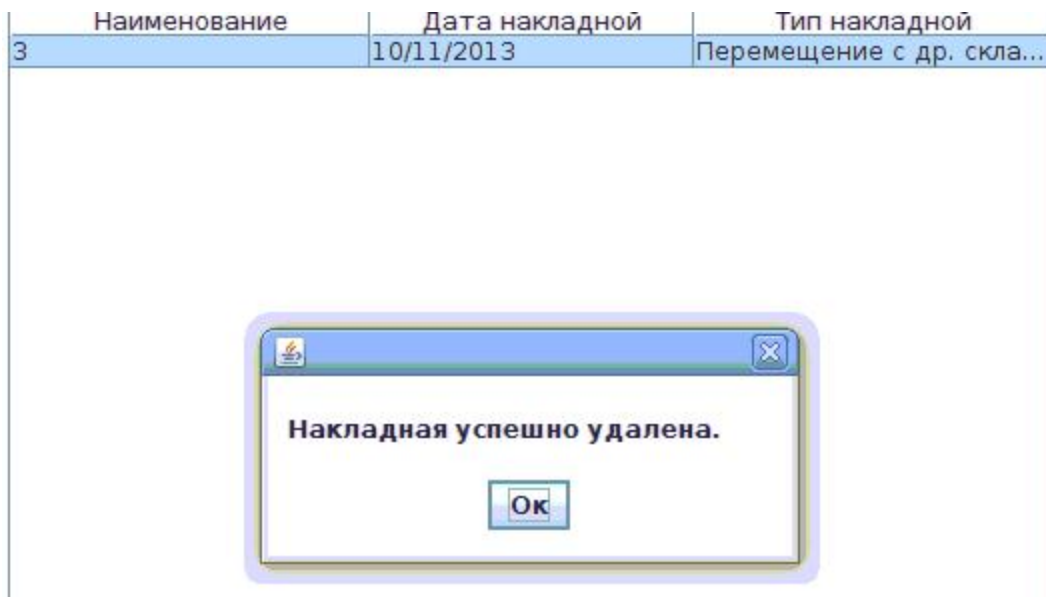 Наименование Дата накладной Тип накладной
3 10/11/2013 Перемещение с др. скла...
Накладная успешно удалена.
Ок